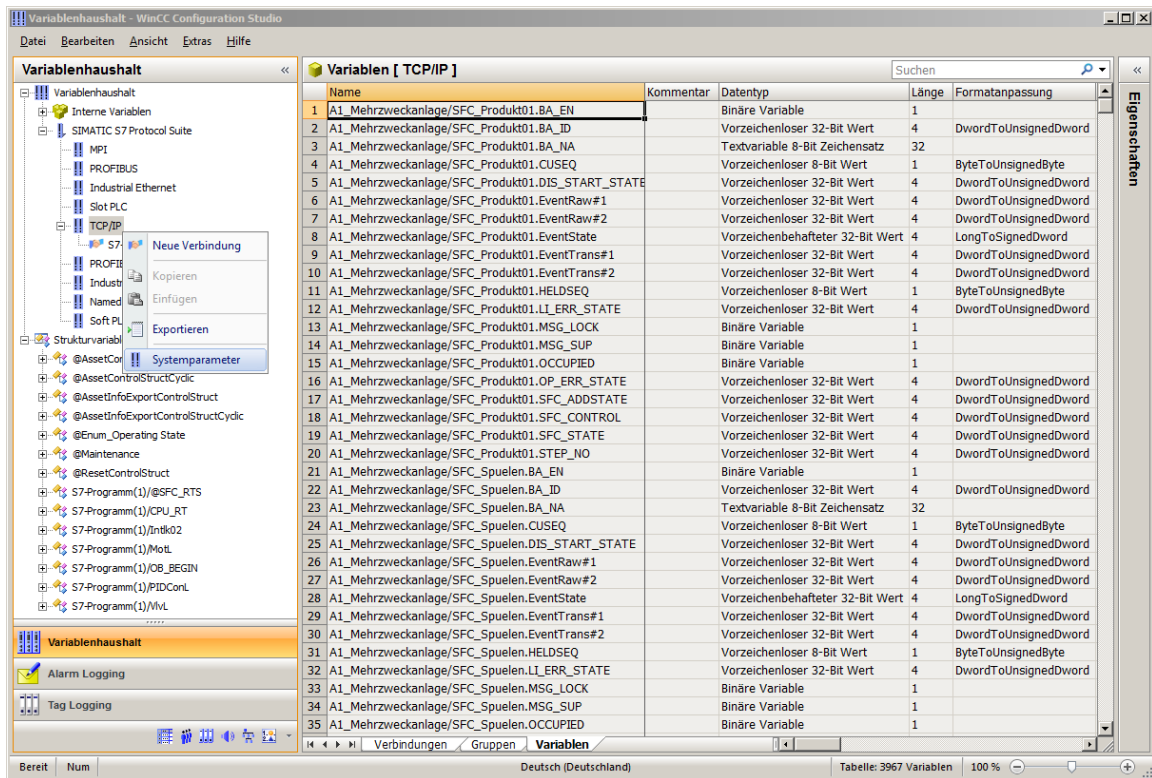 Variablenhaushalt - WinCC Configuration Studio
Datei Bearbeiten Ansicht Extras Hilfe
Variablenhaushalt «
Variablenhaushalt
Interne Variablen
SIMATIC S7 Protocol Suite
MPI
PROFIBUS
Industrial Ethernet
Slot PLC
TCP/IP
S7-
PROFIE
Industr
Named
Soft PL
Strukturvariabl
@AssetCor
@AssetControlStructCyclic
@AssetInfoExportControlStruct
@AssetInfoExportControlStructCyclic
@Enum_Operating State
@Maintenance
@ResetControlStruct
S7-Programm(1)/@SFC_RTS
S7-Programm(1)/CPU_RT
S7-Programm(1)/Intlk02
S7-Programm(1)/MotL
S7-Programm(1)/OB_BEGIN
S7-Programm(1)/PIDConL
S7-Programm(1)/VlvL
Neue Verbindung
Kopieren
Einfügen
Exportieren
Systemparameter
Variablenhaushalt
Alarm Logging
Tag Logging
Variablen [ TCP/IP ] Suchen «
Eigenschaften
Name Kommentar Datentyp Länge Formatanpassung
1 A1_Mehrzweckanlage/SFC_Produkt01.BA_EN Binäre Variable 1
2 A1_Mehrzweckanlage/SFC_Produkt01.BA_ID Vorzeichenloser 32-Bit Wert 4 DwordToUnsignedDword
3 A1_Mehrzweckanlage/SFC_Produkt01.BA_NA Textvariable 8-Bit Zeichensatz 32
4 A1_Mehrzweckanlage/SFC_Produkt01.CUSEQ Vorzeichenloser 8-Bit Wert 1 ByteToUnsignedByte
5 A1_Mehrzweckanlage/SFC_Produkt01.DIS_START_STATE Vorzeichenloser 32-Bit Wert 4 DwordToUnsignedDword
6 A1_Mehrzweckanlage/SFC_Produkt01.EventRaw#1 Vorzeichenloser 32-Bit Wert 4 DwordToUnsignedDword
7 A1_Mehrzweckanlage/SFC_Produkt01.EventRaw#2 Vorzeichenloser 32-Bit Wert 4 DwordToUnsignedDword
8 A1_Mehrzweckanlage/SFC_Produkt01.EventState Vorzeichenbehafteter 32-Bit Wert 4 LongToSignedDword
9 A1_Mehrzweckanlage/SFC_Produkt01.EventTrans#1 Vorzeichenloser 32-Bit Wert 4 DwordToUnsignedDword
10 A1_Mehrzweckanlage/SFC_Produkt01.EventTrans#2 Vorzeichenloser 32-Bit Wert 4 DwordToUnsignedDword
11 A1_Mehrzweckanlage/SFC_Produkt01.HELDSEQ Vorzeichenloser 8-Bit Wert 1 ByteToUnsignedByte
12 A1_Mehrzweckanlage/SFC_Produkt01.LI_ERR_STATE Vorzeichenloser 32-Bit Wert 4 DwordToUnsignedDword
13 A1_Mehrzweckanlage/SFC_Produkt01.MSG_LOCK Binäre Variable 1
14 A1_Mehrzweckanlage/SFC_Produkt01.MSG_SUP Binäre Variable 1
15 A1_Mehrzweckanlage/SFC_Produkt01.OCCUPIED Binäre Variable 1
16 A1_Mehrzweckanlage/SFC_Produkt01.OP_ERR_STATE Vorzeichenloser 32-Bit Wert 4 DwordToUnsignedDword
17 A1_Mehrzweckanlage/SFC_Produkt01.SFC_ADDSTATE Vorzeichenloser 32-Bit Wert 4 DwordToUnsignedDword
18 A1_Mehrzweckanlage/SFC_Produkt01.SFC_CONTROL Vorzeichenloser 32-Bit Wert 4 DwordToUnsignedDword
19 A1_Mehrzweckanlage/SFC_Produkt01.SFC_STATE Vorzeichenloser 32-Bit Wert 4 DwordToUnsignedDword
20 A1_Mehrzweckanlage/SFC_Produkt01.STEP_NO Vorzeichenloser 32-Bit Wert 4 DwordToUnsignedDword
21 A1_Mehrzweckanlage/SFC_Spuelen.BA_EN Binäre Variable 1
22 A1_Mehrzweckanlage/SFC_Spuelen.BA_ID Vorzeichenloser 32-Bit Wert 4 DwordToUnsignedDword
23 A1_Mehrzweckanlage/SFC_Spuelen.BA_NA Textvariable 8-Bit Zeichensatz 32
24 A1_Mehrzweckanlage/SFC_Spuelen.CUSEQ Vorzeichenloser 8-Bit Wert 1 ByteToUnsignedByte
25 A1_Mehrzweckanlage/SFC_Spuelen.DIS_START_STATE Vorzeichenloser 32-Bit Wert 4 DwordToUnsignedDword
26 A1_Mehrzweckanlage/SFC_Spuelen.EventRaw#1 Vorzeichenloser 32-Bit Wert 4 DwordToUnsignedDword
27 A1_Mehrzweckanlage/SFC_Spuelen.EventRaw#2 Vorzeichenloser 32-Bit Wert 4 DwordToUnsignedDword
28 A1_Mehrzweckanlage/SFC_Spuelen.EventState Vorzeichenbehafteter 32-Bit Wert 4 LongToSignedDword
29 A1_Mehrzweckanlage/SFC_Spuelen.EventTrans#1 Vorzeichenloser 32-Bit Wert 4 DwordToUnsignedDword
30 A1_Mehrzweckanlage/SFC_Spuelen.EventTrans#2 Vorzeichenloser 32-Bit Wert 4 DwordToUnsignedDword
31 A1_Mehrzweckanlage/SFC_Spuelen.HELDSEQ Vorzeichenloser 8-Bit Wert 1 ByteToUnsignedByte
32 A1_Mehrzweckanlage/SFC_Spuelen.LI_ERR_STATE Vorzeichenloser 32-Bit Wert 4 DwordToUnsignedDword
33 A1_Mehrzweckanlage/SFC_Spuelen.MSG_LOCK Binäre Variable 1
34 A1_Mehrzweckanlage/SFC_Spuelen.MSG_SUP Binäre Variable 1
35 A1_Mehrzweckanlage/SFC_Spuelen.OCCUPIED Binäre Variable 1
Verbindungen Gruppen Variablen
Bereit Num Deutsch (Deutschland) Tabelle: 3967 Variablen 100 %